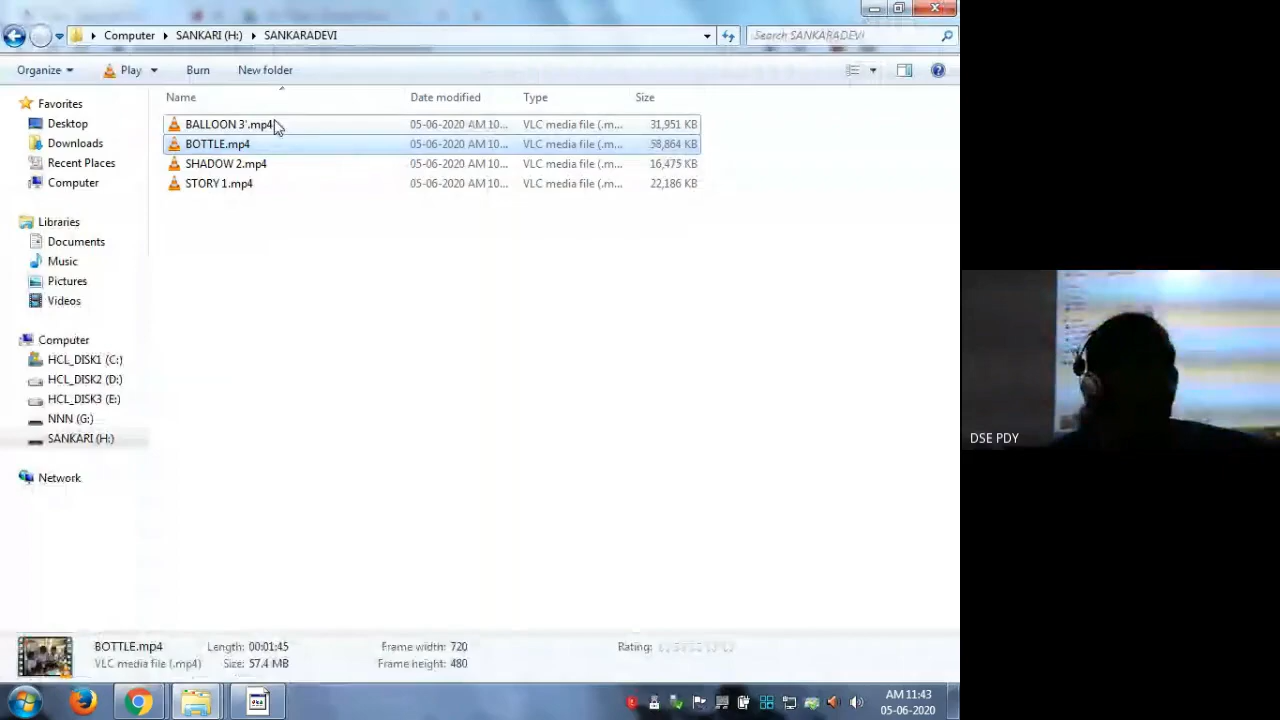 Computer SANKARI (H:) SANKARADEVI
Search SANKARADEVI
Organize Play Burn New folder
Name Date modified Type Size
BALLOON 3'.mp4 05-06-2020 AM 10... VLC media file (.m... 31,951 KB
BOTTLE.mp4 05-06-2020 AM 10... VLC media file (.m... 58,864 KB
SHADOW 2.mp4 05-06-2020 AM 10... VLC media file (.m... 16,475 KB
STORY 1.mp4 05-06-2020 AM 10... VLC media file (.m... 22,186 KB
Favorites
Desktop
Downloads
Recent Places
Computer
Libraries
Documents
Music
Pictures
Videos
Computer
HCL_DISK1 (C:)
HCL_DISK2 (D:)
HCL_DISK3 (E:)
NNN (G:)
SANKARI (H:)
Network
DSE PDY
BOTTLE.mp4 Length: 00:01:45 Frame width: 720 Rating:
VLC media file (.mp4) Size: 57.4 MB Frame height: 480
AM 11:43
05-06-2020